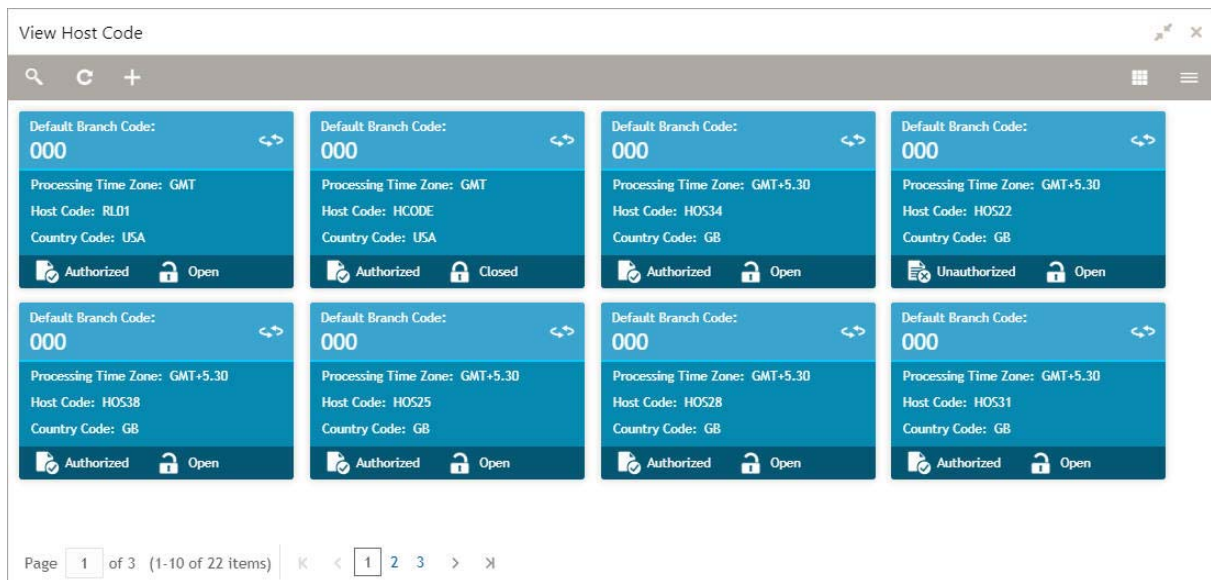 View Host Code
Default Branch Code:
000
Processing Time Zone: GMT
Host Code: RL01
Country Code: USA
Authorized Open
Default Branch Code:
000
Processing Time Zone: GMT
Host Code: HCODE
Country Code: USA
Authorized Closed
Default Branch Code:
000
Processing Time Zone: GMT+5.30
Host Code: HOS34
Country Code: GB
Authorized Open
Default Branch Code:
000
Processing Time Zone: GMT+5.30
Host Code: HOS22
Country Code: GB
Unauthorized Open
Default Branch Code:
000
Processing Time Zone: GMT+5.30
Host Code: HOS38
Country Code: GB
Authorized Open
Default Branch Code:
000
Processing Time Zone: GMT+5.30
Host Code: HOS25
Country Code: GB
Authorized Open
Default Branch Code:
000
Processing Time Zone: GMT+5.30
Host Code: HOS28
Country Code: GB
Authorized Open
Default Branch Code:
000
Processing Time Zone: GMT+5.30
Host Code: HOS31
Country Code: GB
Authorized Open
Page 1 of 3 (1-10 of 22 items) 1 2 3